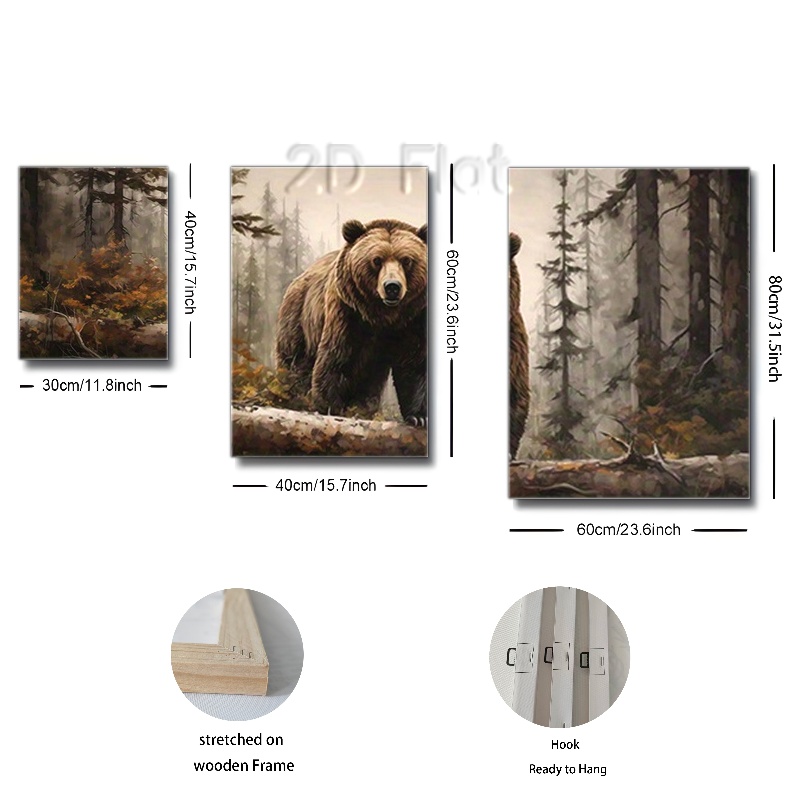 2D Flat
40cm/15.7inch
30cm/11.8inch
60cm/23.6inch
40cm/15.7inch
80cm/31.5inch
60cm/23.6inch
stretched on
wooden Frame
Hook
Ready to Hang